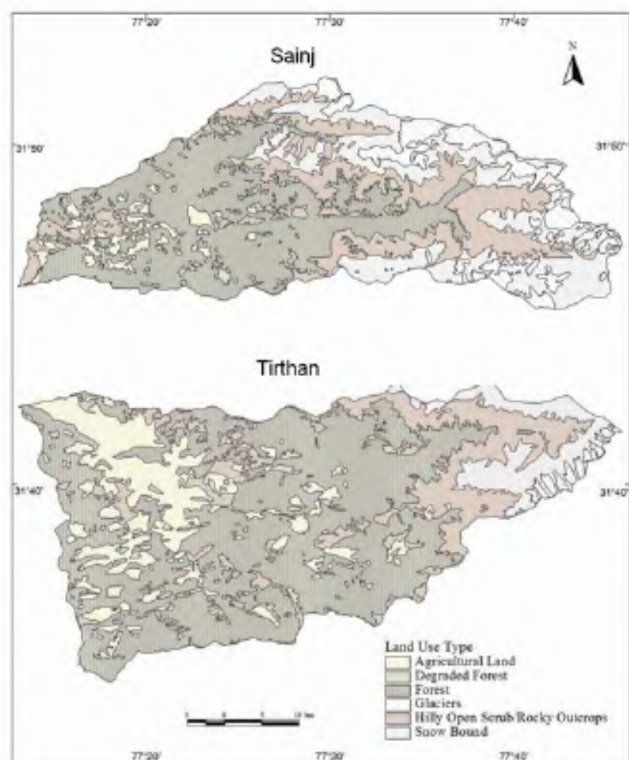 77°20' 77°30' 77°40'
Sainj
N
31°50' 31°50'
Tirthan
31°40' 31°40'
Land Use Type
Agricultural Land
Degraded Forest
Forest
Glaciers
Hilly Open Scrub/Rocky Outcrops
Snow Bound
77°20' 77°30' 77°40'